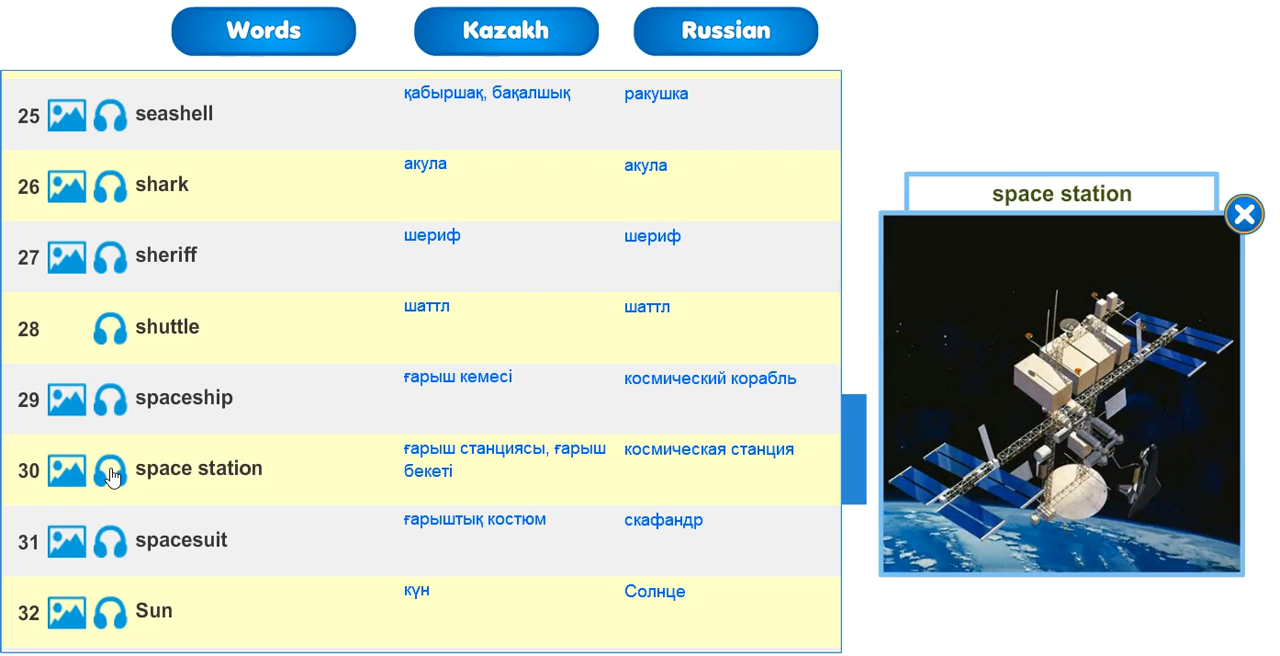 Words Kazakh Russian
25 seashell қабыршақ, бақалшық ракушка
26 shark акула акула
space station
27 sheriff шериф шериф
28 shuttle шаттл шаттл
29 spaceship ғарыш кемесі космический корабль
30 space station ғарыш станциясы, ғарыш космическая станция
бекеті
31 spacesuit ғарыштық костюм скафандр
32 Sun күн Солнце